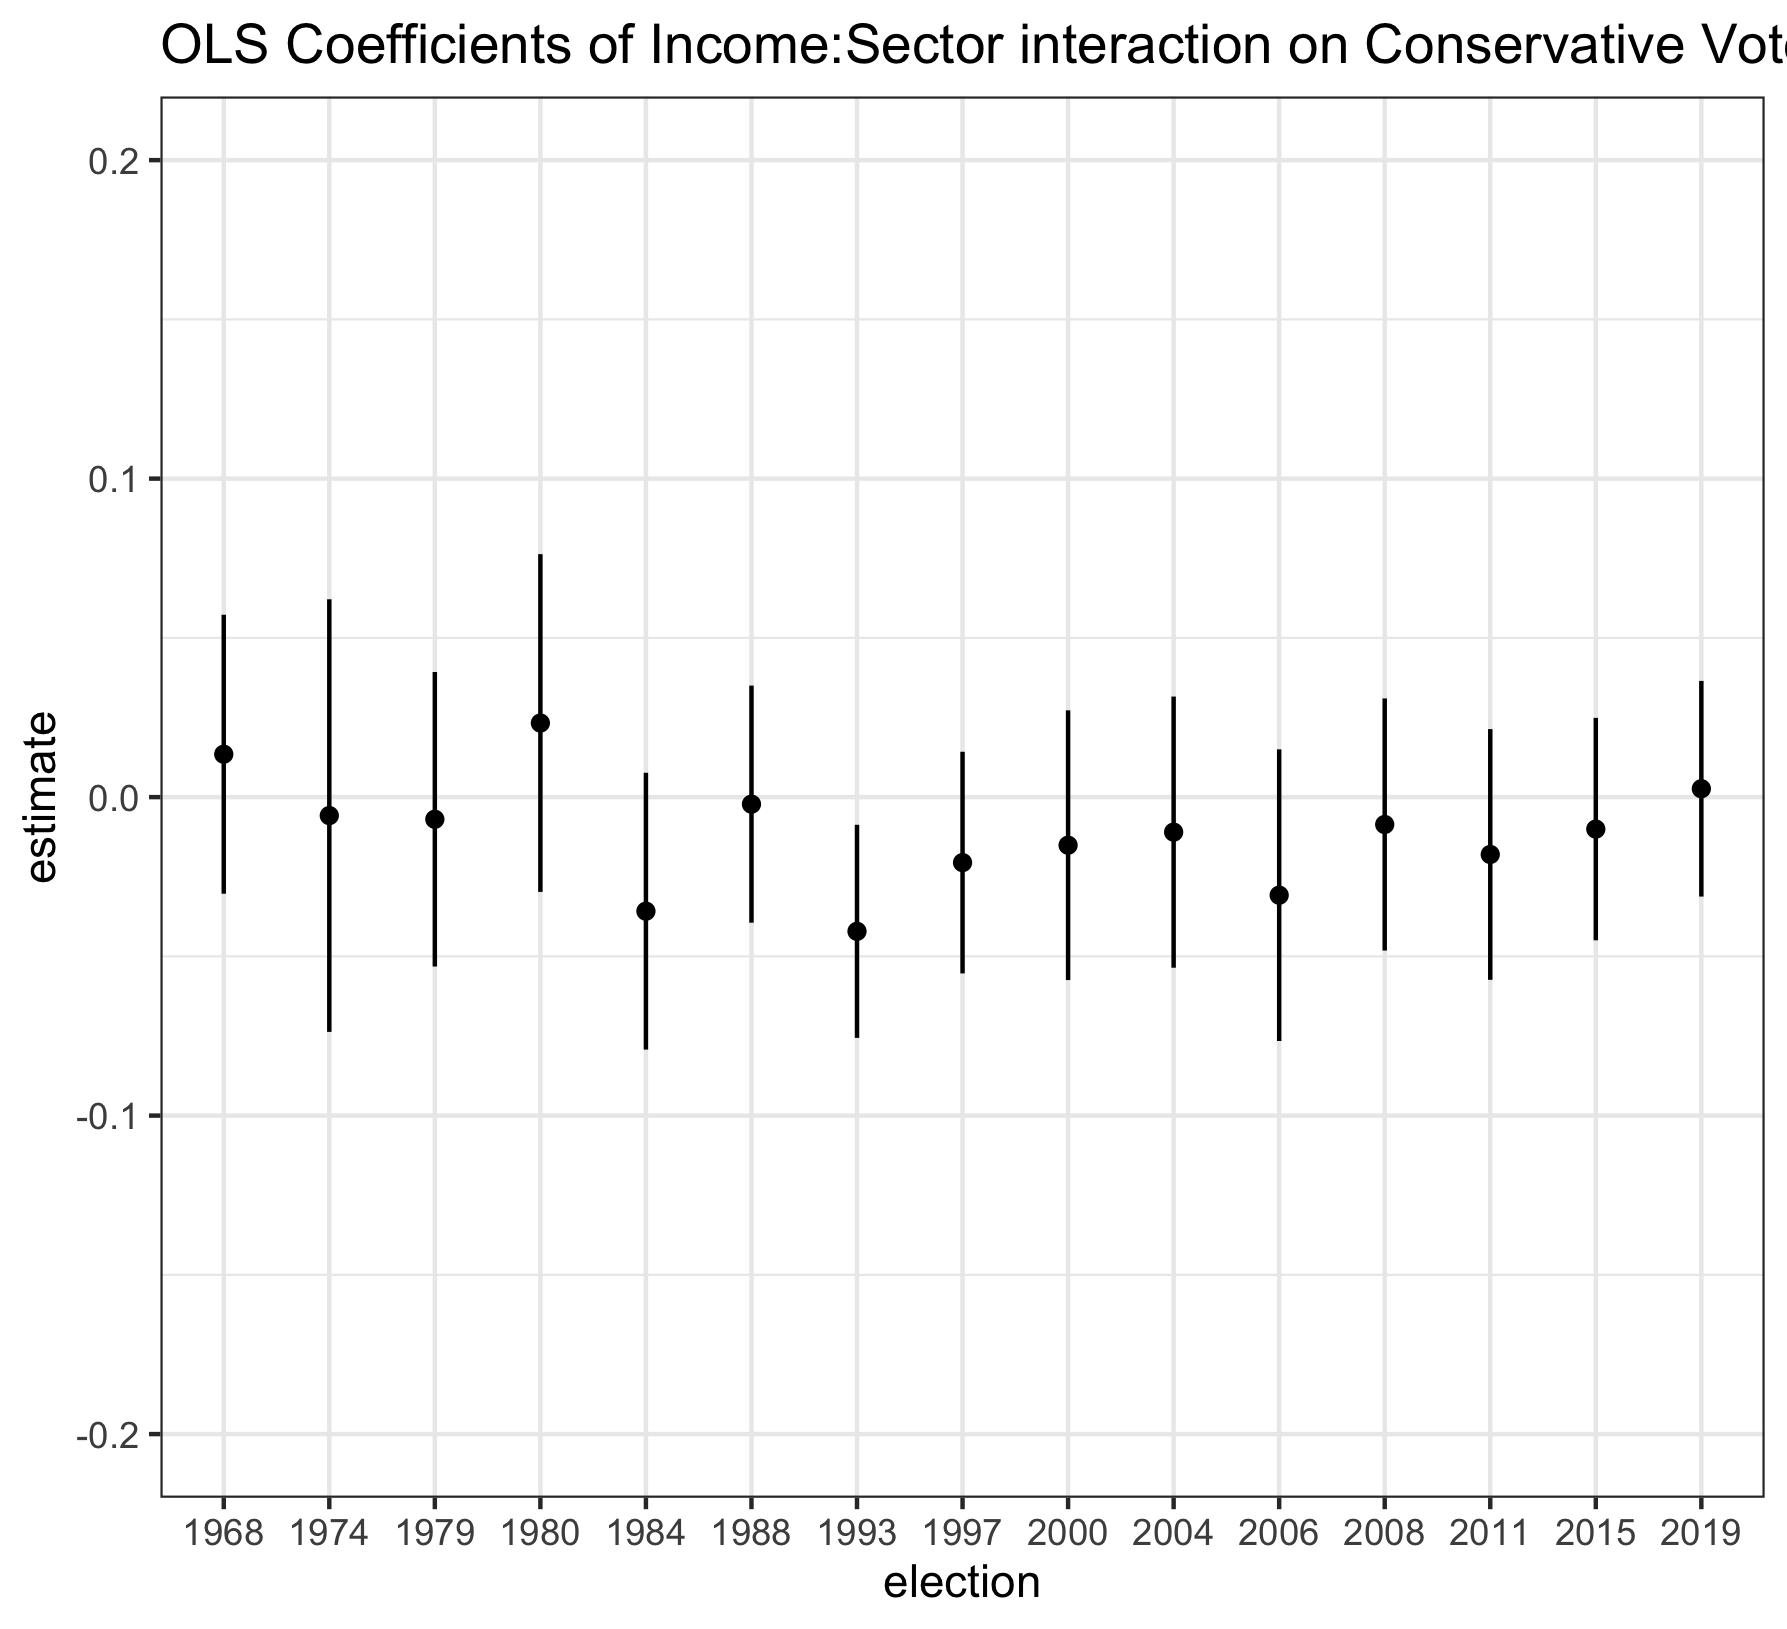 OLS Coefficients of Income:Sector interaction on Conservative
0.2
0.1
0.0
-0.1
-0.2
estimate
1968 1974 1979 1980 1984 1988 1993 1997 2000 2004 2006 2008 2011 2015 2019
election